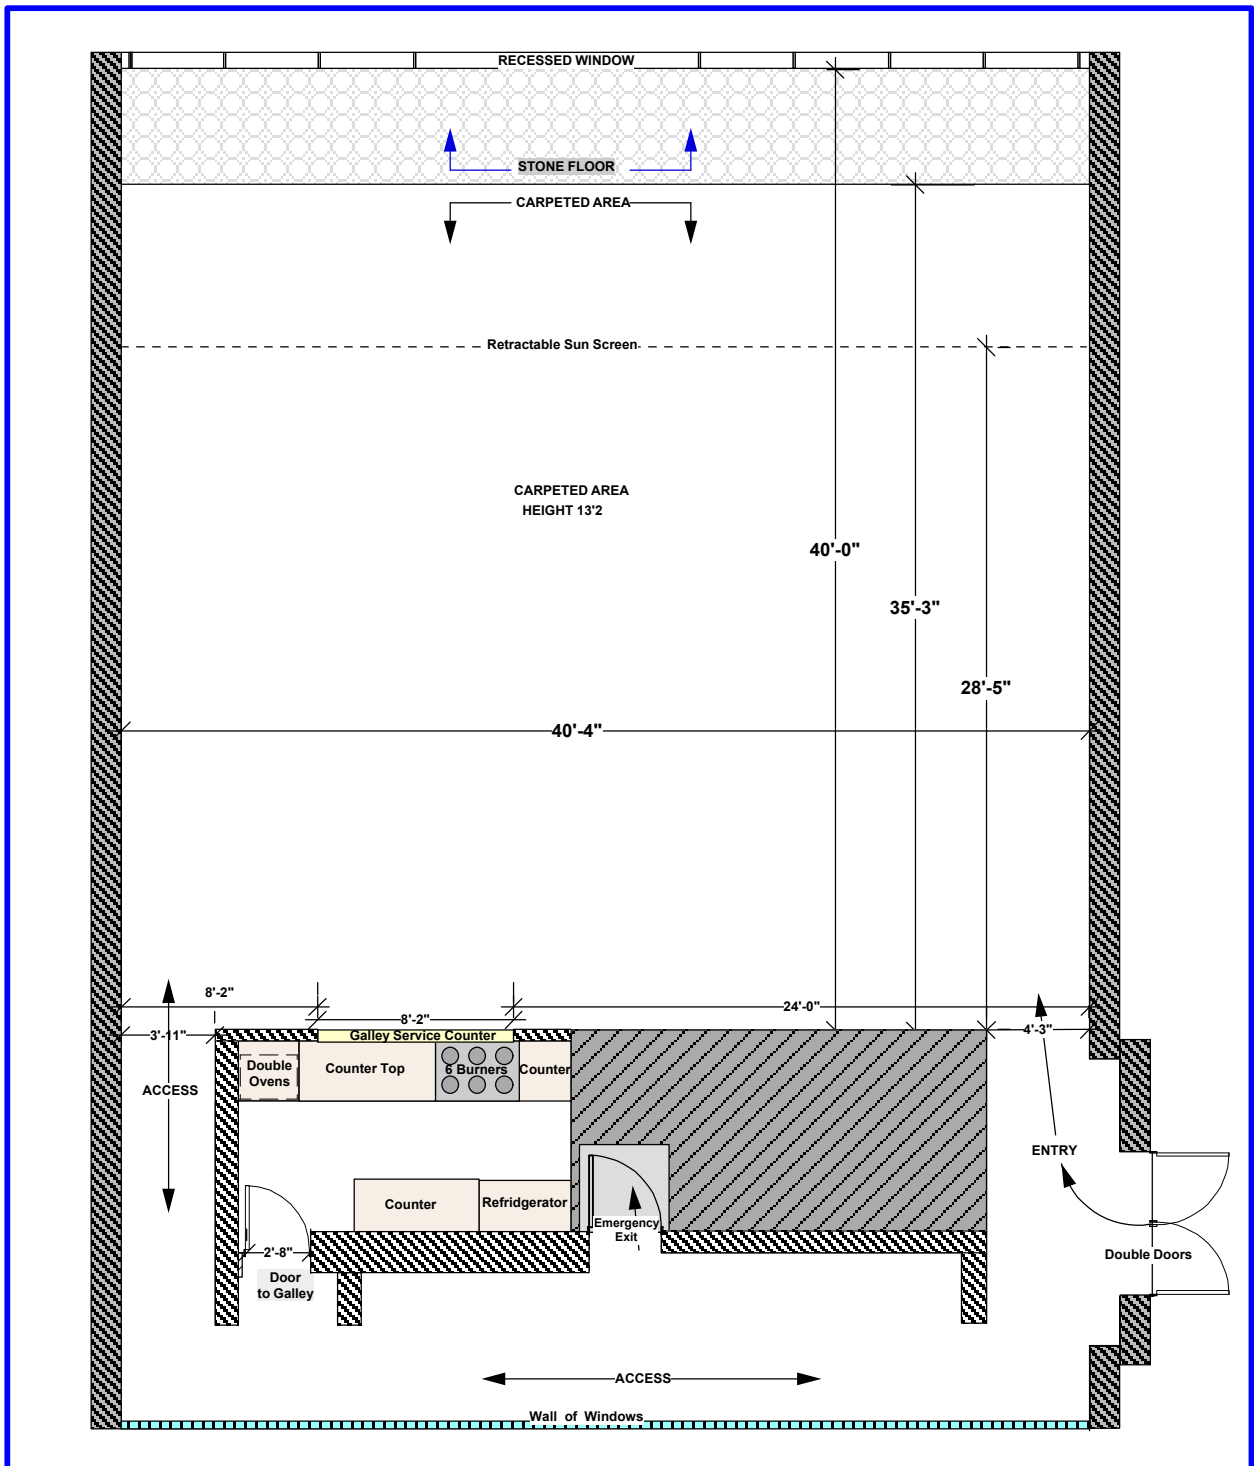 RECESSED WINDOW
STONE FLOOR
CARPETED AREA
Retractable Sun Screen
CARPETED AREA
HEIGHT 13'2
40'-0"
35'-3"
28'-5"
40'-4"
8'-2"
24'-0"
8'-2"
3'-11"
Galley Service Counter
4'-3"
Double
Ovens
Counter Top
6 Burners
Counter
ACCESS
ENTRY
Counter
Refridgerator
Emergency
Exit
2'-8"
Double Doors
Door
to Galley
ACCESS
Wall of Windows